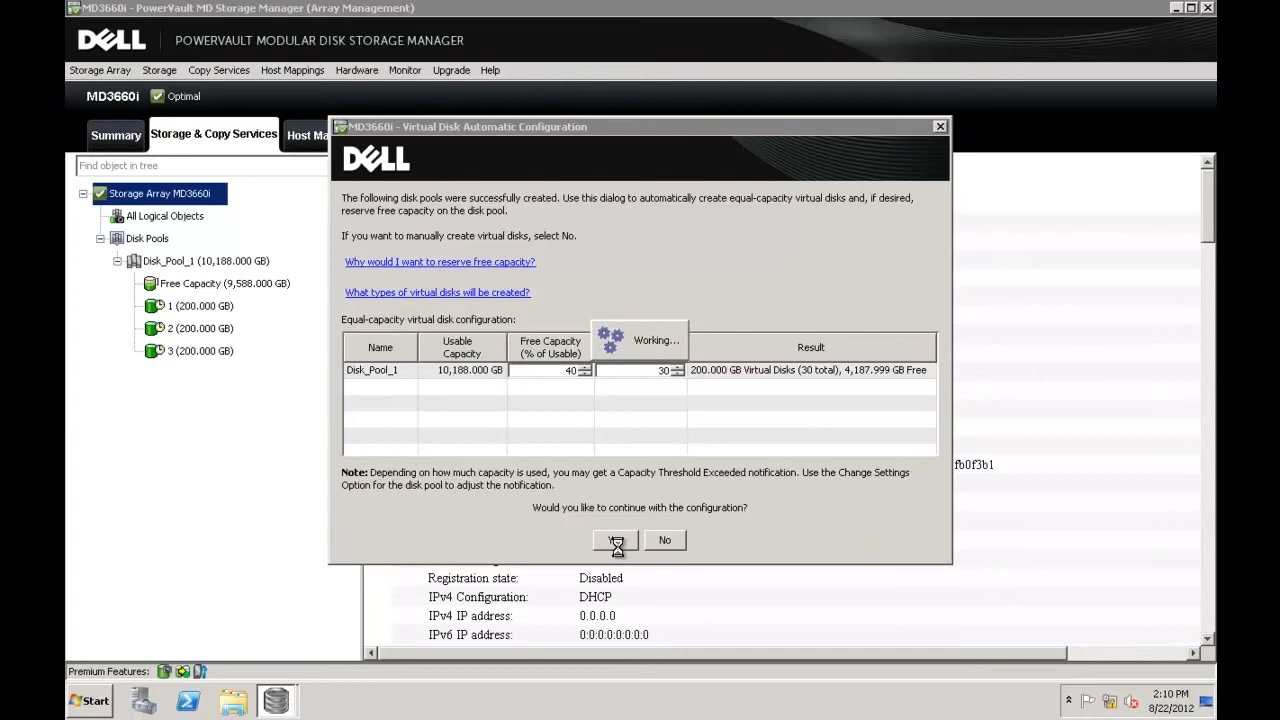 MD3660i - PowerVault MD Storage Manager (Array Management)
DELL
POWERVAULT MODULAR DISK STORAGE MANAGER
Storage Array Storage Copy Services Host Mappings Hardware Monitor Upgrade Help
MD3660i Optimal
Summary Storage & Copy Services Host Ma
Find object in tree
Storage Array MD3660i
All Logical Objects
Disk Pools
Disk_Pool_1 (10,188.000 GB)
Free Capacity (9,588.000 GB)
1 (200.000 GB)
2 (200.000 GB)
3 (200.000 GB)
MD3660i - Virtual Disk Automatic Configuration
DELL
The following disk pools were successfully created. Use this dialog to automatically create equal-capacity virtual disks and, if desired,
reserve free capacity on the disk pool.
If you want to manually create virtual disks, select No.
Why would I want to reserve free capacity?
What types of virtual disks will be created?
Equal-capacity virtual disk configuration:
Name
Usable
Capacity
Free Capacity
(% of Usable)
Working...
Result
Disk_Pool_1 10,188.000 GB 40 30 200.000 GB Virtual Disks (30 total), 4,187.999 GB Free
Note: Depending on how much capacity is used, you may get a Capacity Threshold Exceeded notification. Use the Change Settings
Option for the disk pool to adjust the notification.
Would you like to continue with the configuration?
No
fb0f3b1
Registration state: Disabled
IPv4 Configuration: DHCP
IPv4 IP address: 0.0.0.0
IPv6 IP address: 0:0:0:0:0:0:0:0
Premium Features:
Start
2:10 PM
8/22/2012